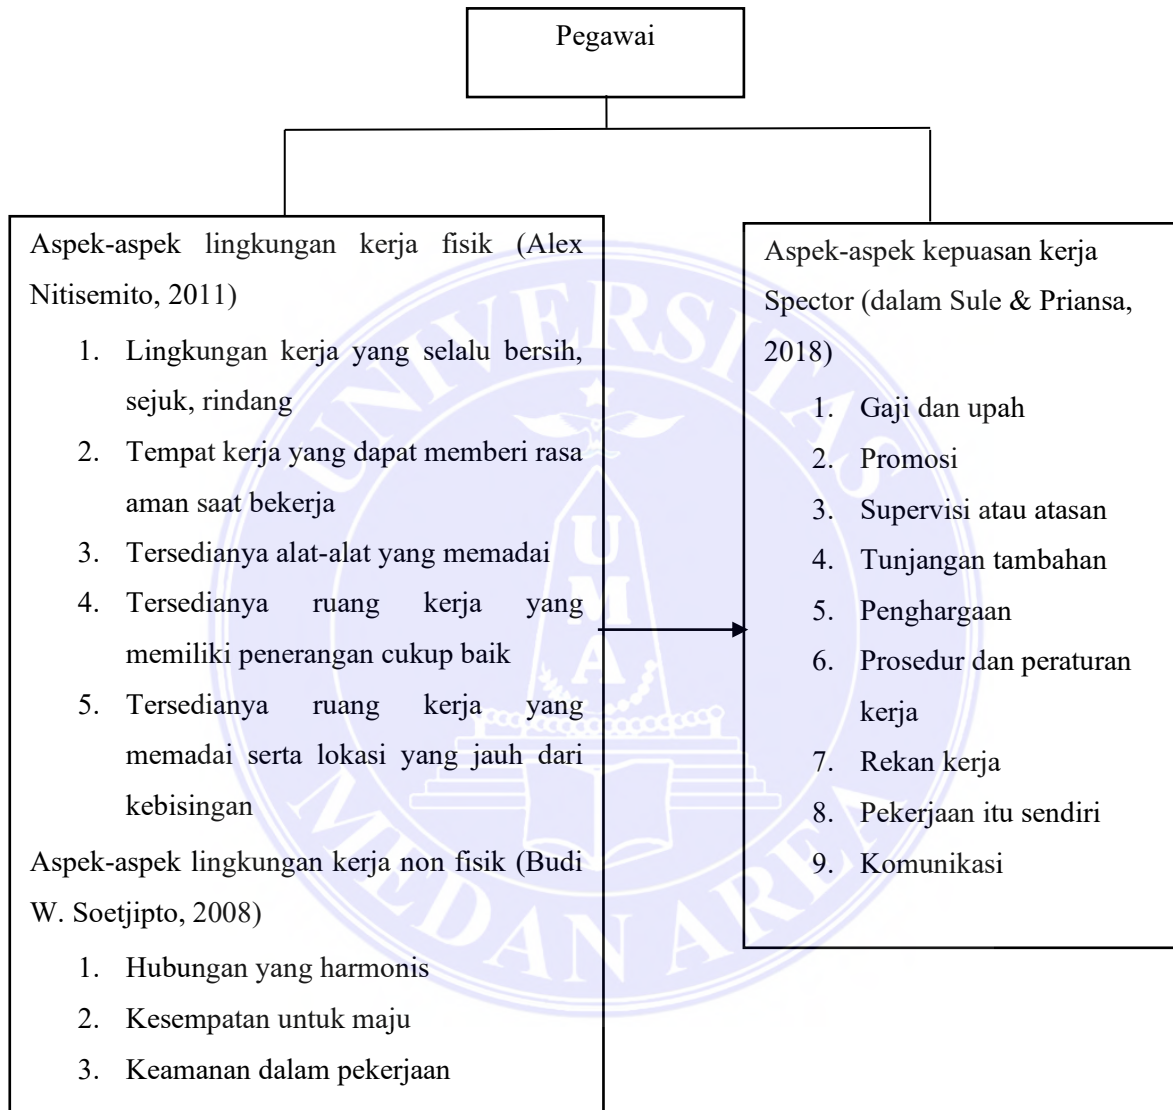 Pegawai
Aspek-aspek lingkungan kerja fisik (Alex
Nitisemito, 2011)
1. Lingkungan kerja yang selalu bersih,
sejuk, rindang
2. Tempat kerja yang dapat memberi rasa
aman saat bekerja
3. Tersedianya alat-alat yang memadai
4. Tersedianya ruang kerja yang
memiliki penerangan cukup baik
5. Tersedianya ruang kerja yang
memadai serta lokasi yang jauh dari
kebisingan
Aspek-aspek lingkungan kerja non fisik (Budi
W. Soetjipto, 2008)
1. Hubungan yang harmonis
2. Kesempatan untuk maju
3. Keamanan dalam pekerjaan
Aspek-aspek kepuasan kerja
Spector (dalam Sule & Priansa,
2018)
1. Gaji dan upah
2. Promosi
3. Supervisi atau atasan
4. Tunjangan tambahan
5. Penghargaan
6. Prosedur dan peraturan
kerja
7. Rekan kerja
8. Pekerjaan itu sendiri
9. Komunikasi
UNIVERSITAS
UMA
MEDAN AREA